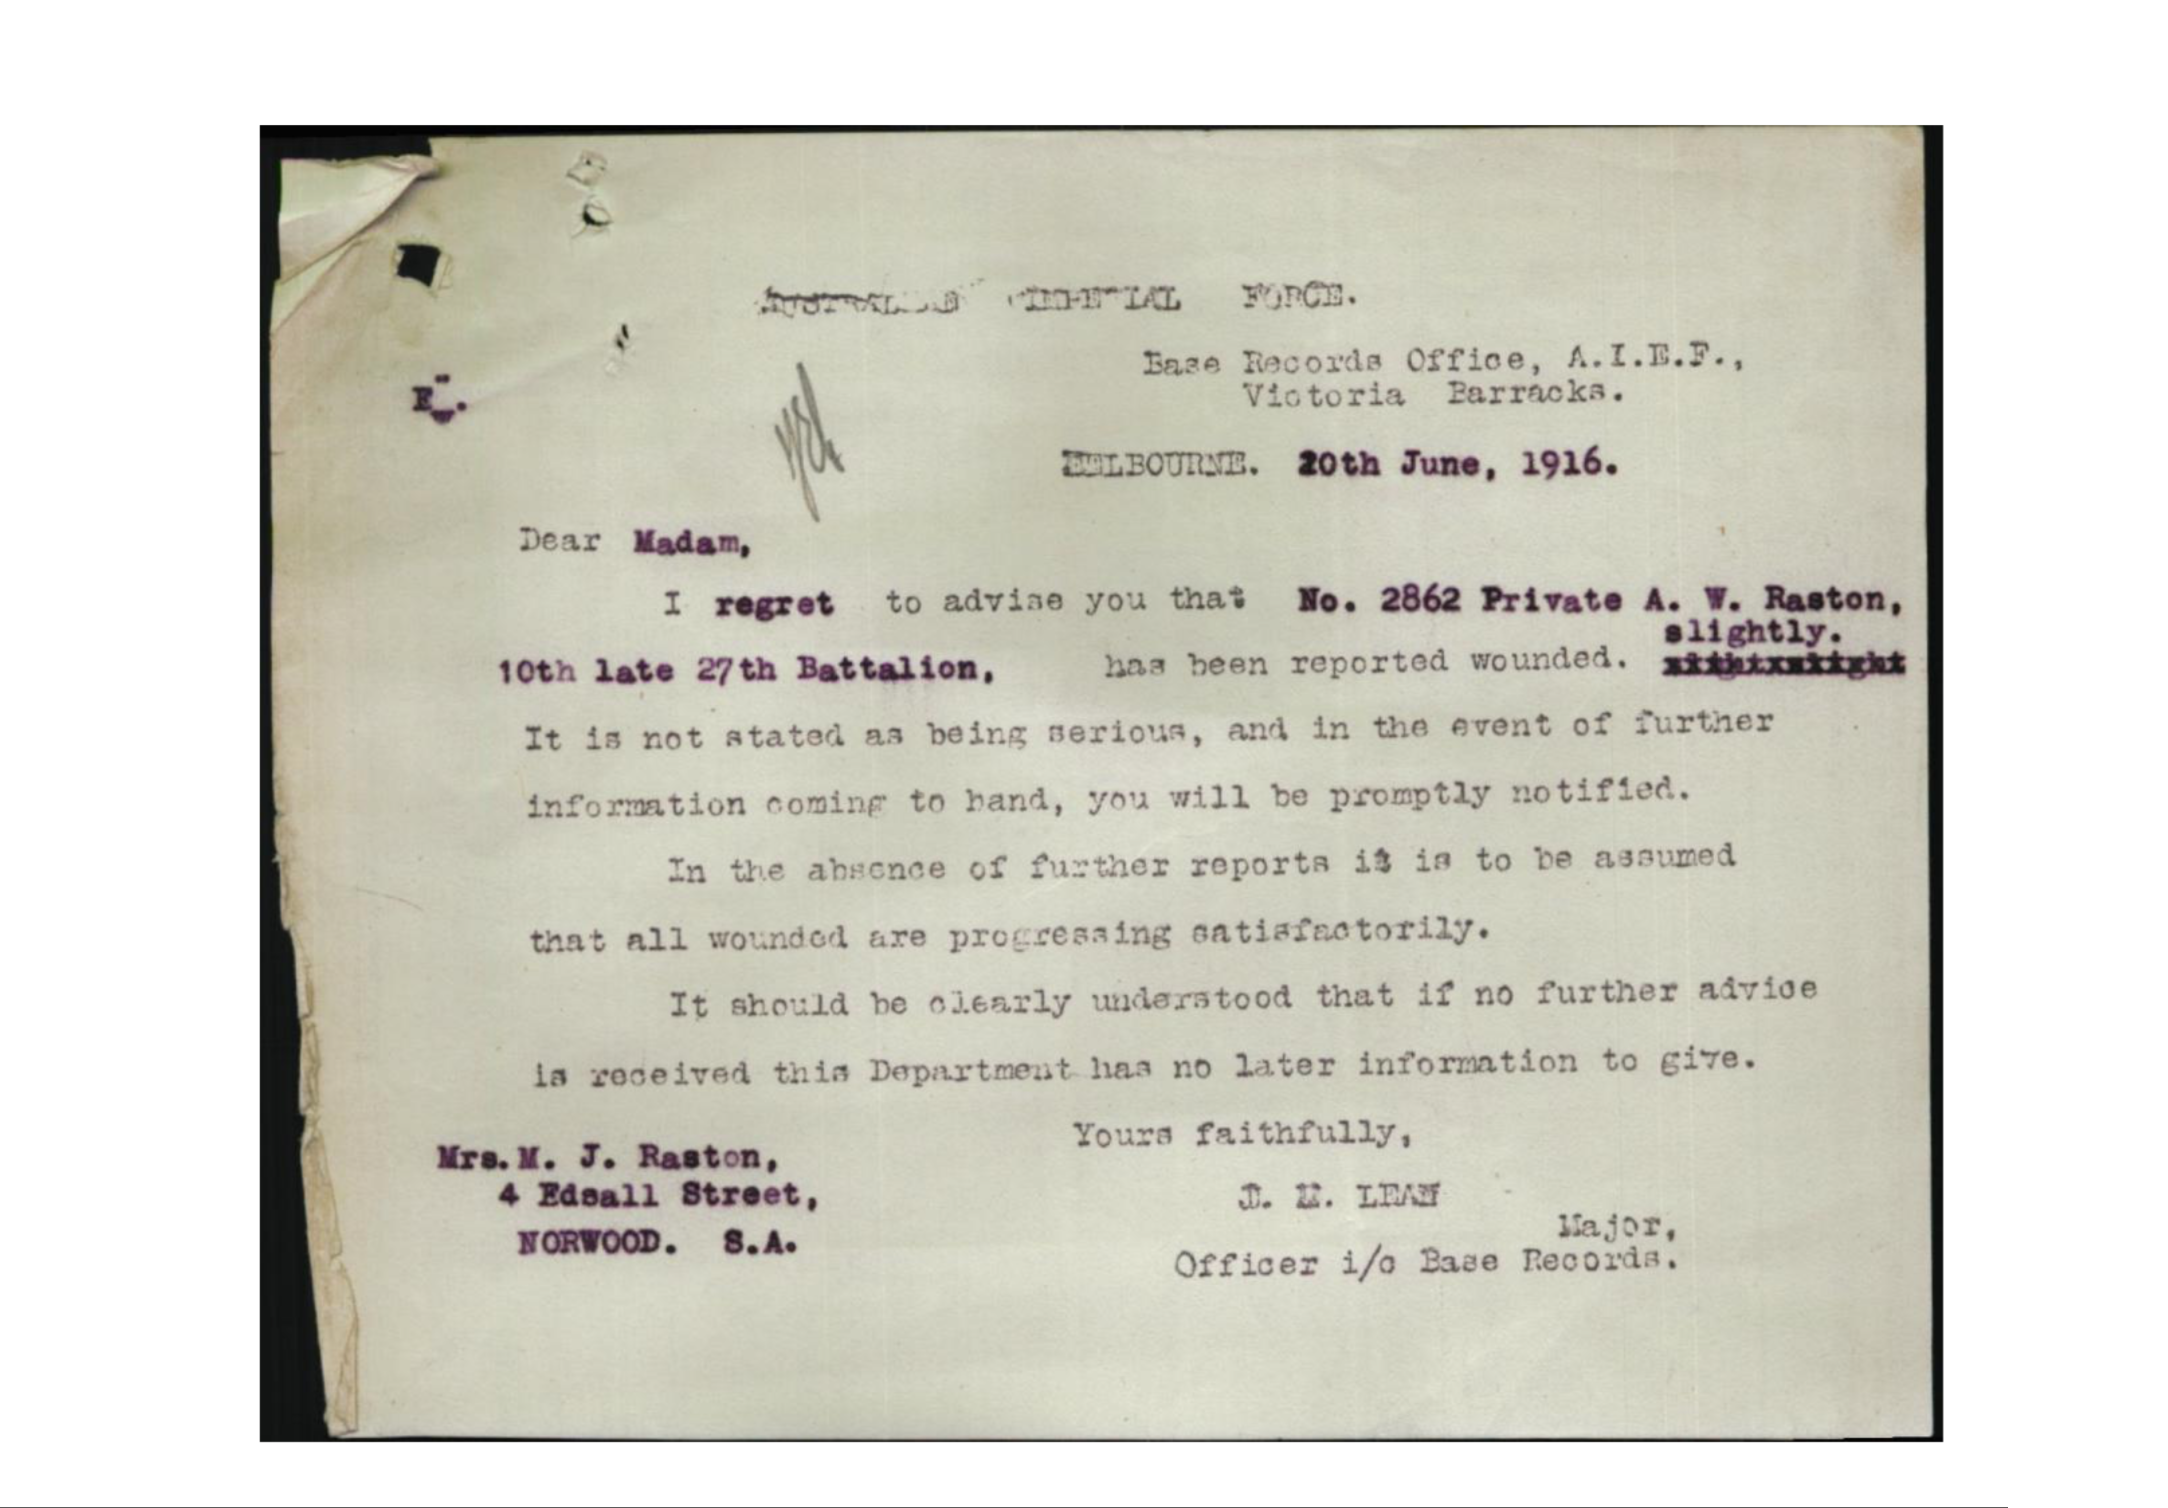 AUSTRALIAN IMPERIAL FORCE.
Base Records Office, A.I.E.F.,
Victoria Barracks.
E.
MELBOURNE. 20th June, 1916.
Dear Madam,
I regret to advise you that No. 2862 Private A. W. Raston,
slightly.
10th late 27th Battalion, has been reported wounded.
It is not stated as being serious, and in the event of further
information coming to hand, you will be promptly notified.
In the absence of further reports it is to be assumed
that all wounded are progressing satisfactorily.
It should be clearly understood that if no further advice
is received this Department has no later information to give.
Yours faithfully,
Mrs. M. J. Raston,
4 Edsall Street,
NORWOOD. S.A.
J. M. LEAN
Major,
Officer i/c Base Records.